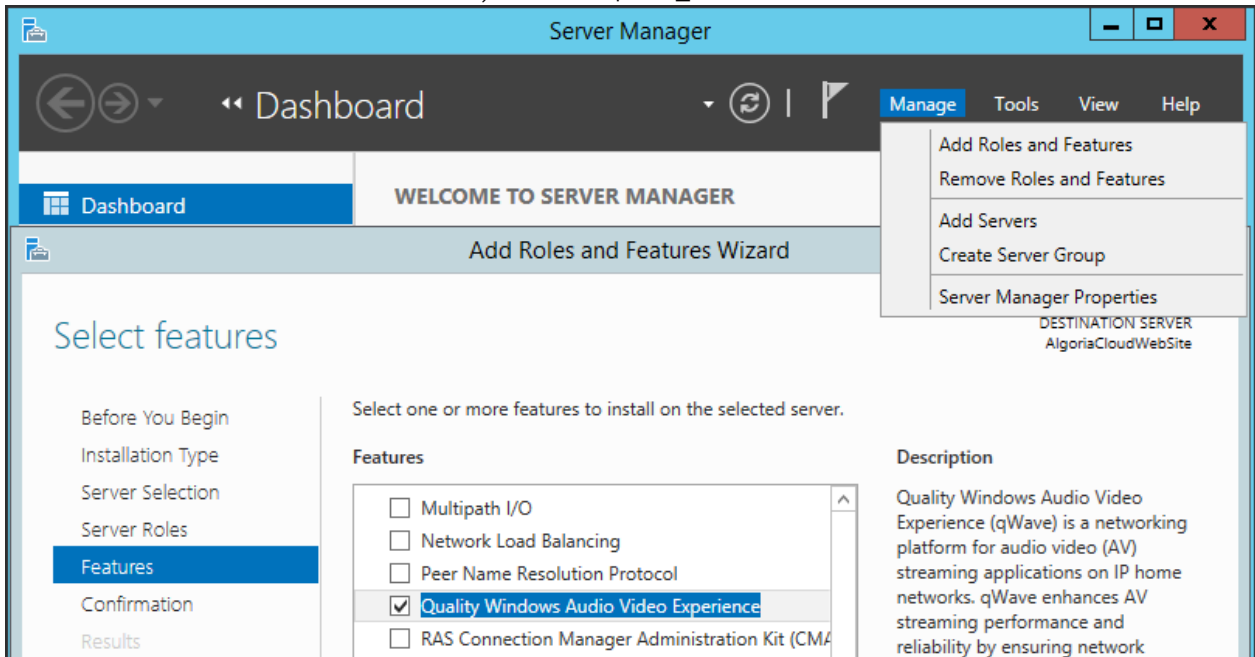 Server Manager
Dashboard
Manage Tools View Help
Add Roles and Features
Remove Roles and Features
Add Servers
Create Server Group
Server Manager Properties
Dashboard
WELCOME TO SERVER MANAGER
Add Roles and Features Wizard
Select features
DESTINATION SERVER
AlgoriaCloudWebSite
Before You Begin
Installation Type
Server Selection
Server Roles
Features
Confirmation
Results
Select one or more features to install on the selected server.
Features
Multipath I/O
Network Load Balancing
Peer Name Resolution Protocol
Quality Windows Audio Video Experience
RAS Connection Manager Administration Kit (CMA
Description
Quality Windows Audio Video
Experience (qWave) is a networking
platform for audio video (AV)
streaming applications on IP home
networks. qWave enhances AV
streaming performance and
reliability by ensuring network